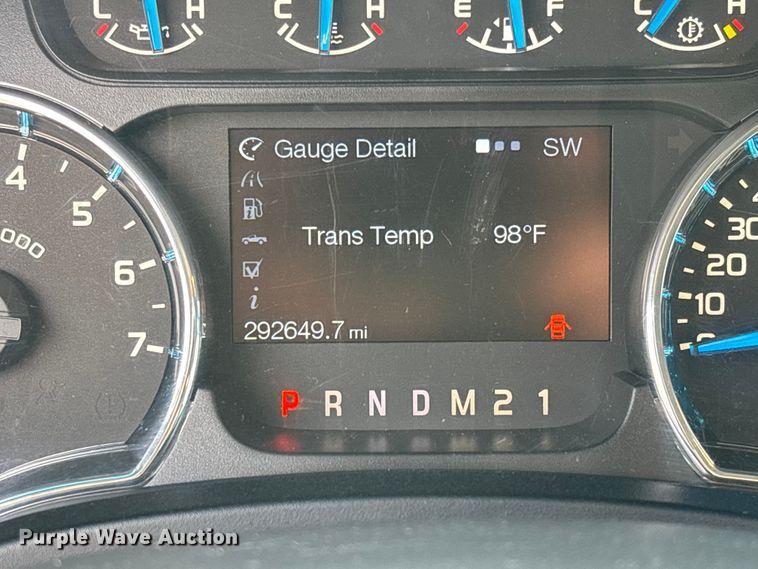 L H C H E F C H
Gauge Detail SW
4
5
000
6
7
Trans Temp 98°F
292649.7 mi
30
20
10
P R N D M 2 1
Purple Wave Auction